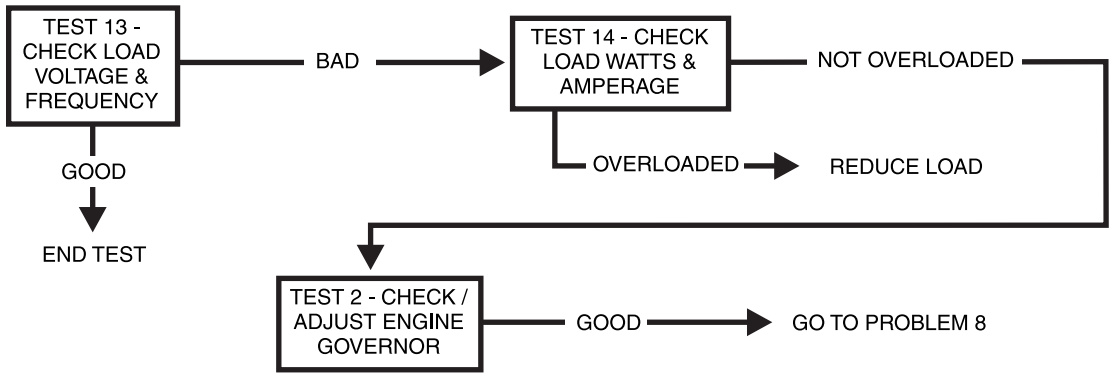 TEST 13 -
CHECK LOAD
VOLTAGE &
FREQUENCY
BAD
TEST 14 - CHECK
LOAD WATTS &
AMPERAGE
NOT OVERLOADED
GOOD
OVERLOADED
REDUCE LOAD
END TEST
TEST 2 - CHECK /
ADJUST ENGINE
GOVERNOR
GOOD
GO TO PROBLEM 8